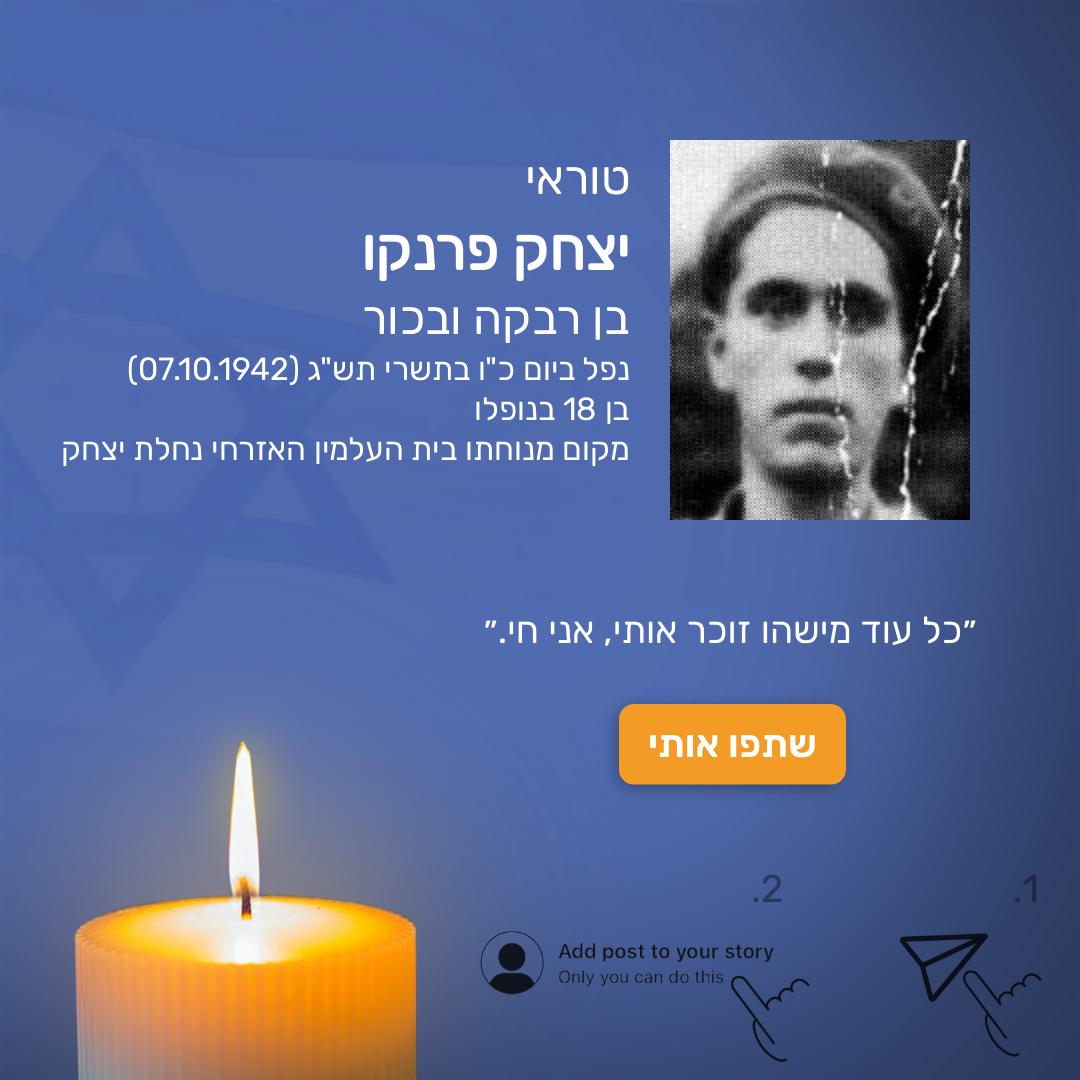 טוראי
יצחק פרנקו
בן רבקה ובכור
נפל ביום כ"ו בתשרי תש"ג (07.10.1942)
בן 18 בנופלו
מקום מנוחתו בית העלמין האזרחי נחלת יצחק
״כל עוד מישהו זוכר אותי, אני חי.״
שתפו אותי
1.
2.
Add post to your story
Only you can do this